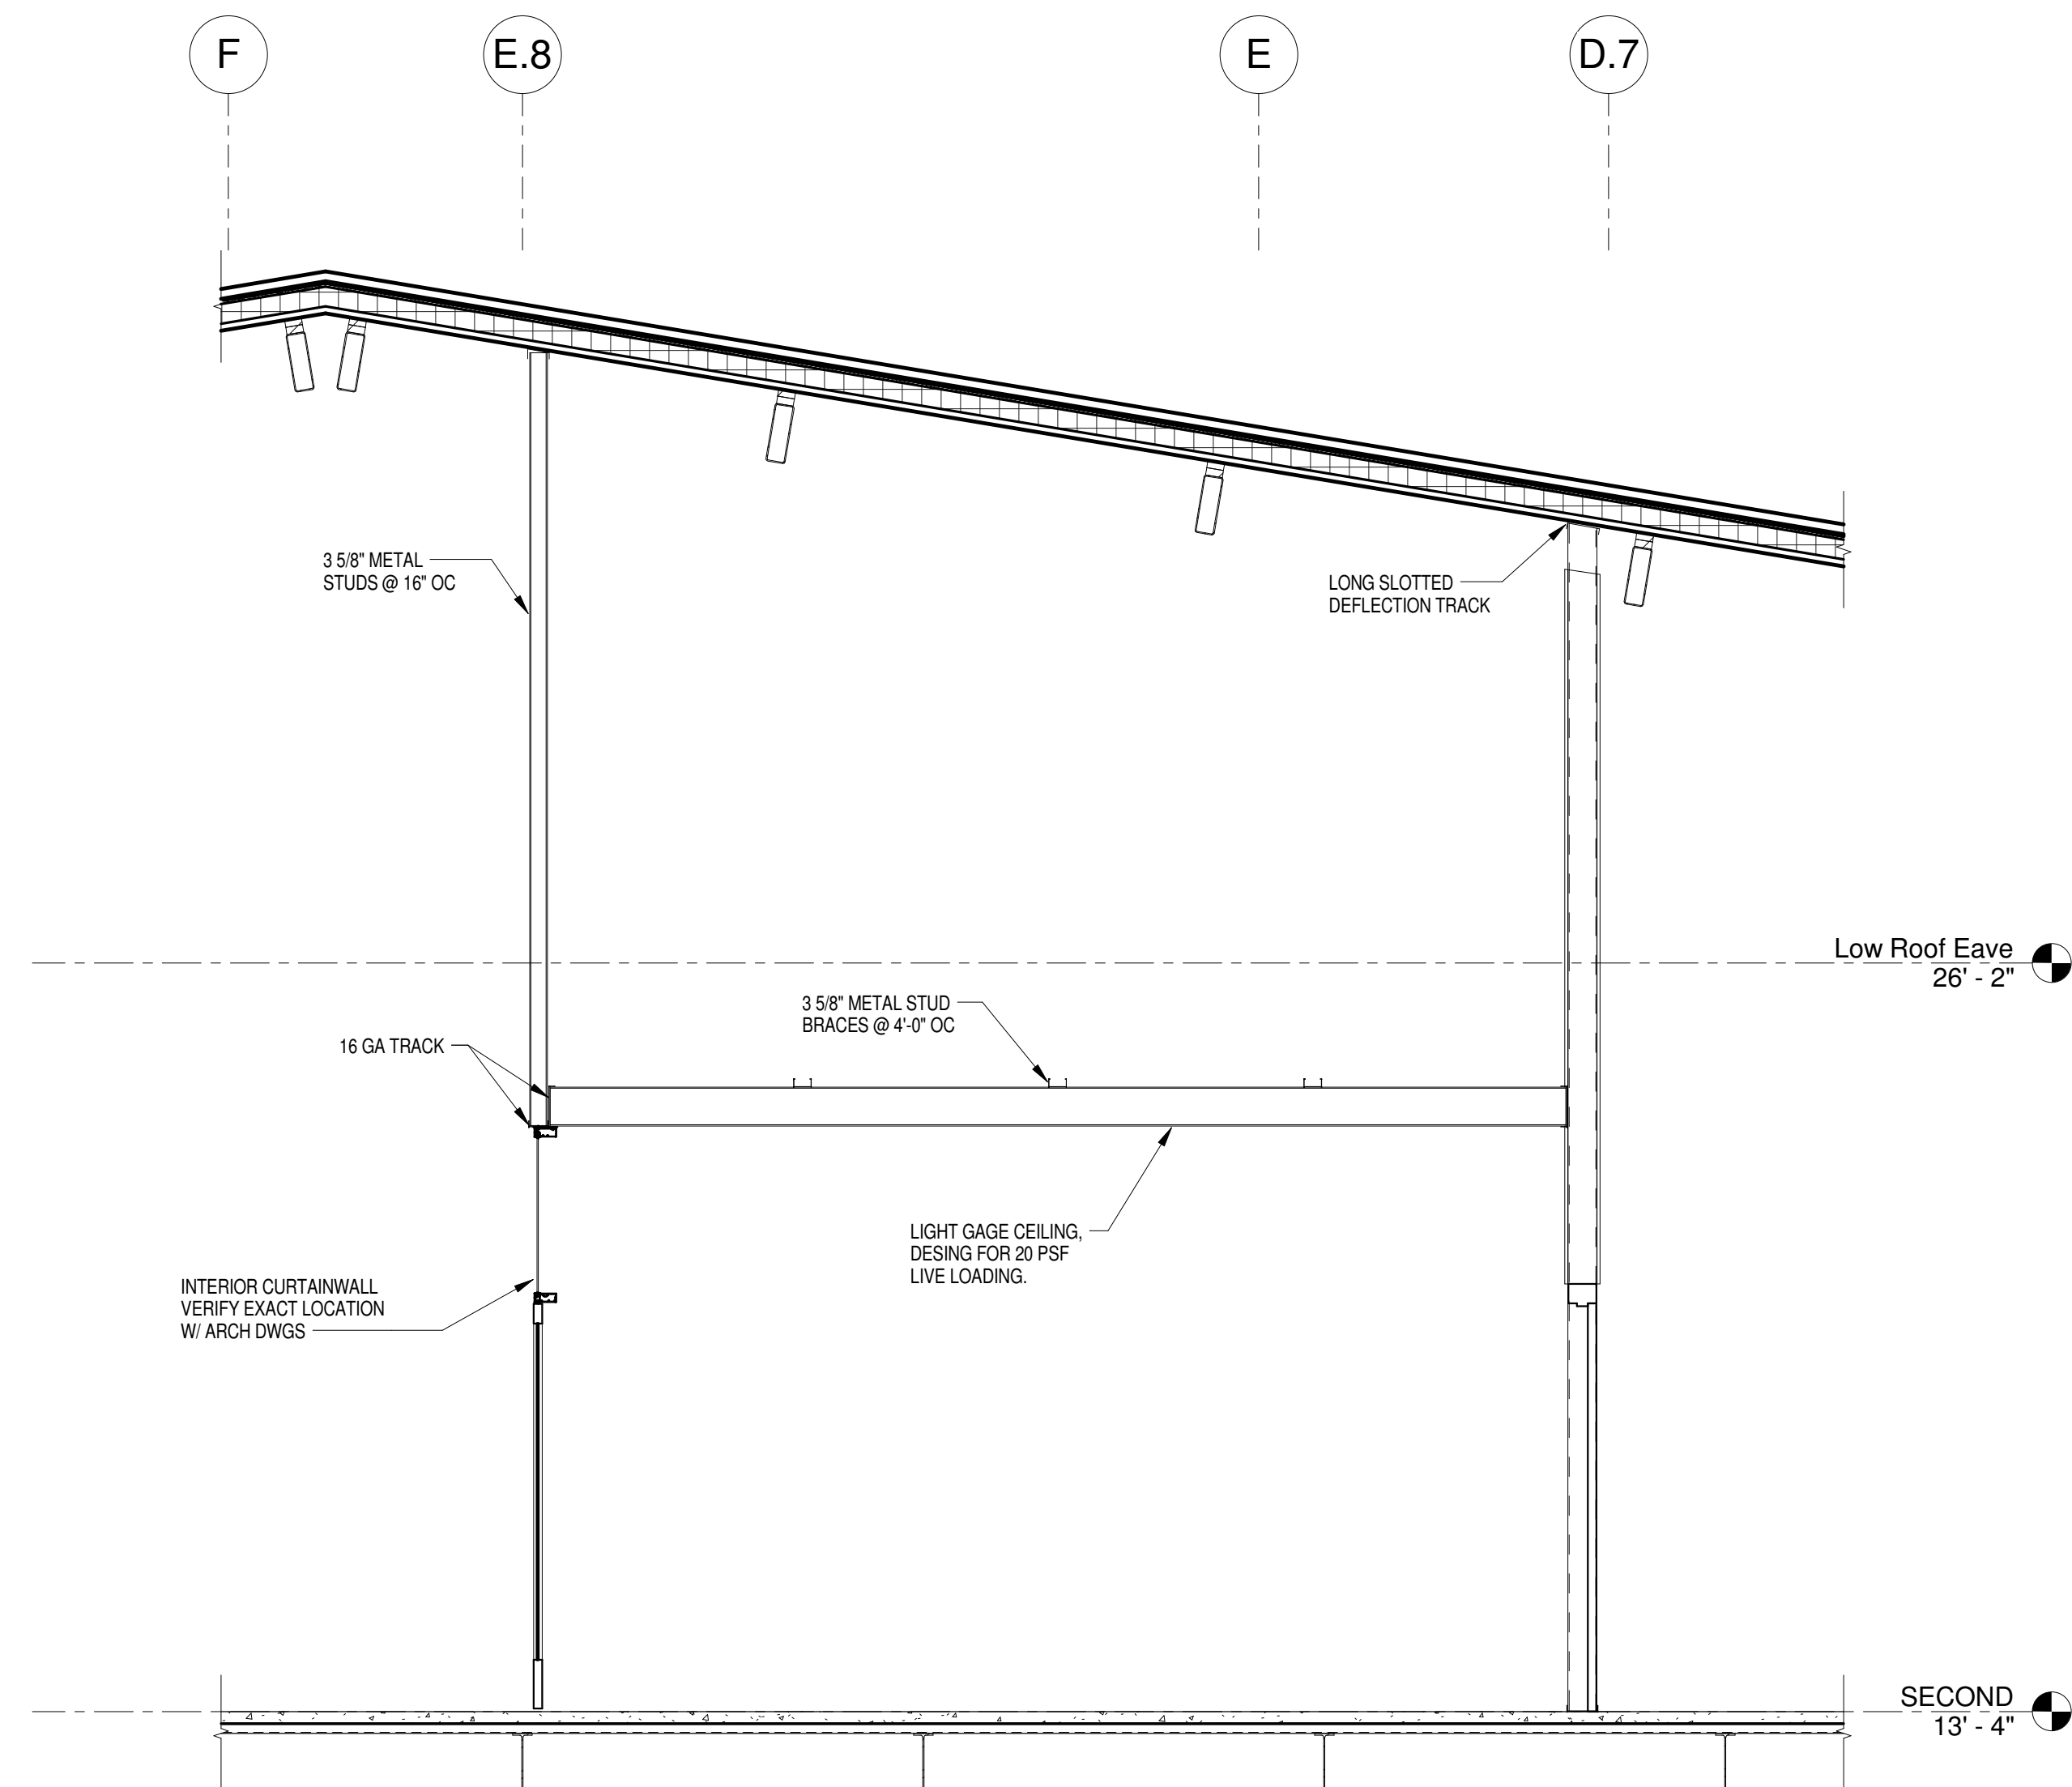 F
E.8
E
D.7
3 5/8" METAL
STUDS @ 16" OC
LONG SLOTTED
DEFLECTION TRACK
Low Roof Eave
26' - 2"
3 5/8" METAL STUD
BRACES @ 4'-0" OC
16 GA TRACK
LIGHT GAGE CEILING,
DESING FOR 20 PSF
LIVE LOADING.
INTERIOR CURTAINWALL
VERIFY EXACT LOCATION
W/ ARCH DWGS
SECOND
13' - 4"